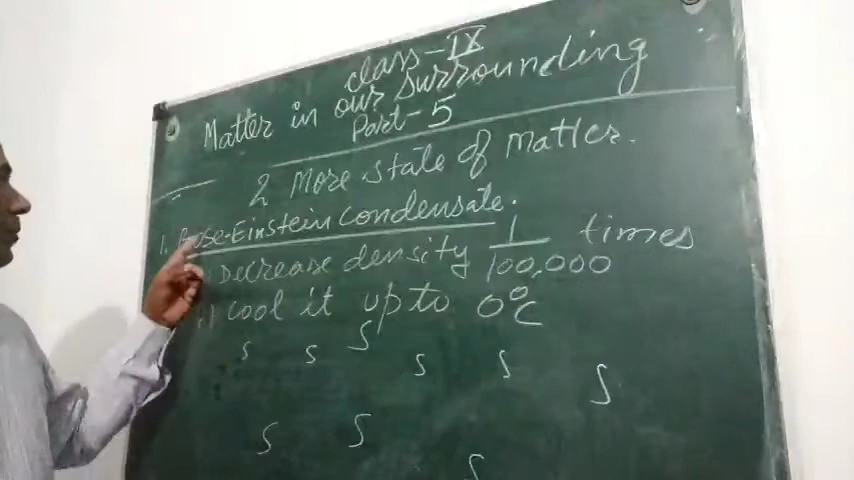 class-IX
Matter in our surrounding
Part-5
2 More state of matter.
1. Bose-Einstein condensate.
i) Decrease density 1/100,000 times
ii) cool it up to 0°C
S S S S S S
S S S